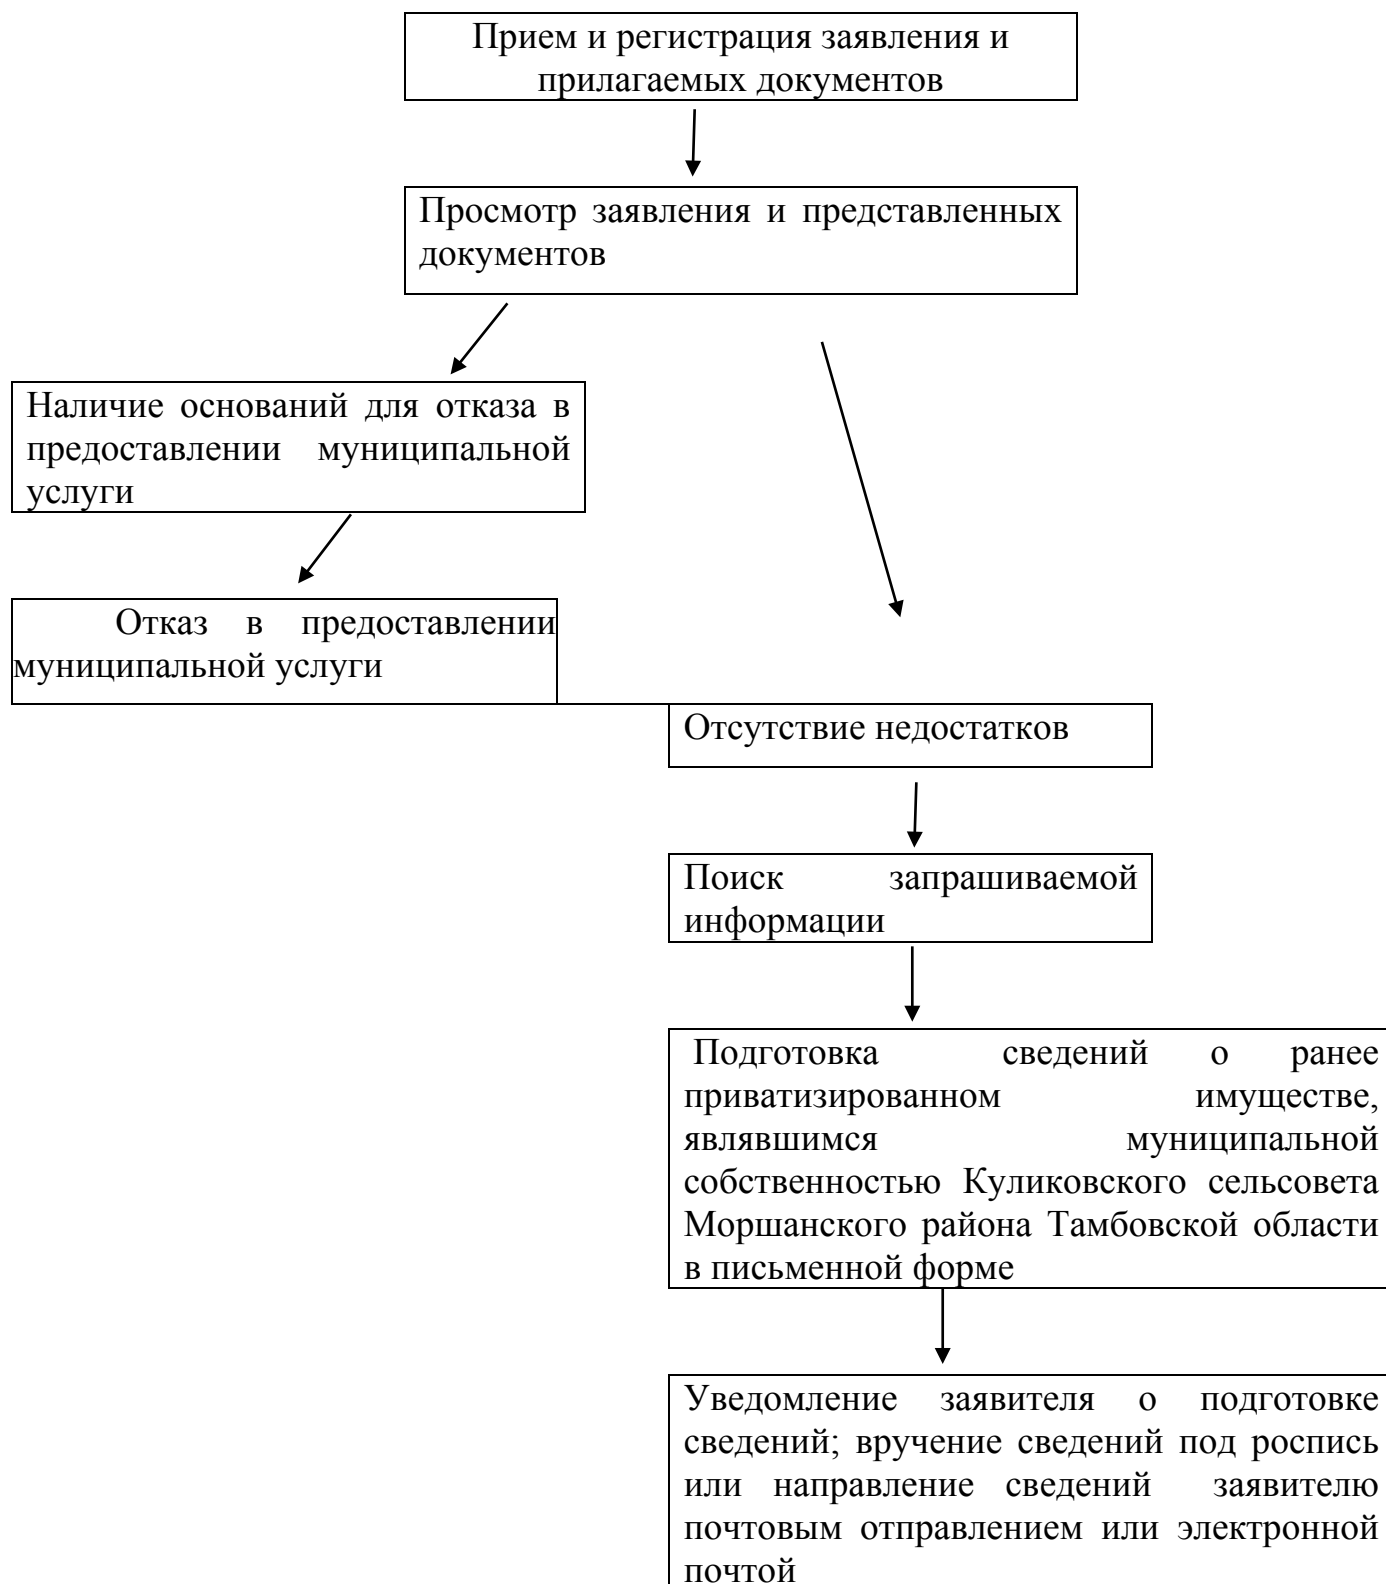 Прием и регистрация заявления и
прилагаемых документов
Просмотр заявления и представленных
документов
Наличие оснований для отказа в
предоставлении муниципальной
услуги
Отказ в предоставлении
муниципальной услуги
Отсутствие недостатков
Поиск запрашиваемой
информации
Подготовка сведений о ранее
приватизированном имуществе,
являвшимся муниципальной
собственностью Куликовского сельсовета
Моршанского района Тамбовской области
в письменной форме
Уведомление заявителя о подготовке
сведений; вручение сведений под роспись
или направление сведений заявителю
почтовым отправлением или электронной
почтой